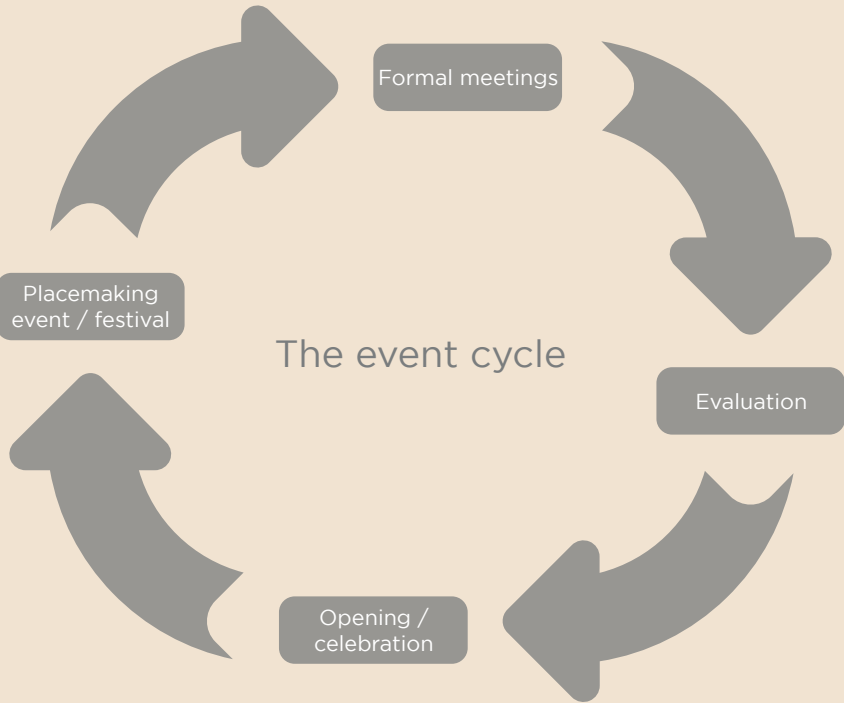 Formal meetings
Placemaking
event / festival
The event cycle
Evaluation
Opening /
celebration